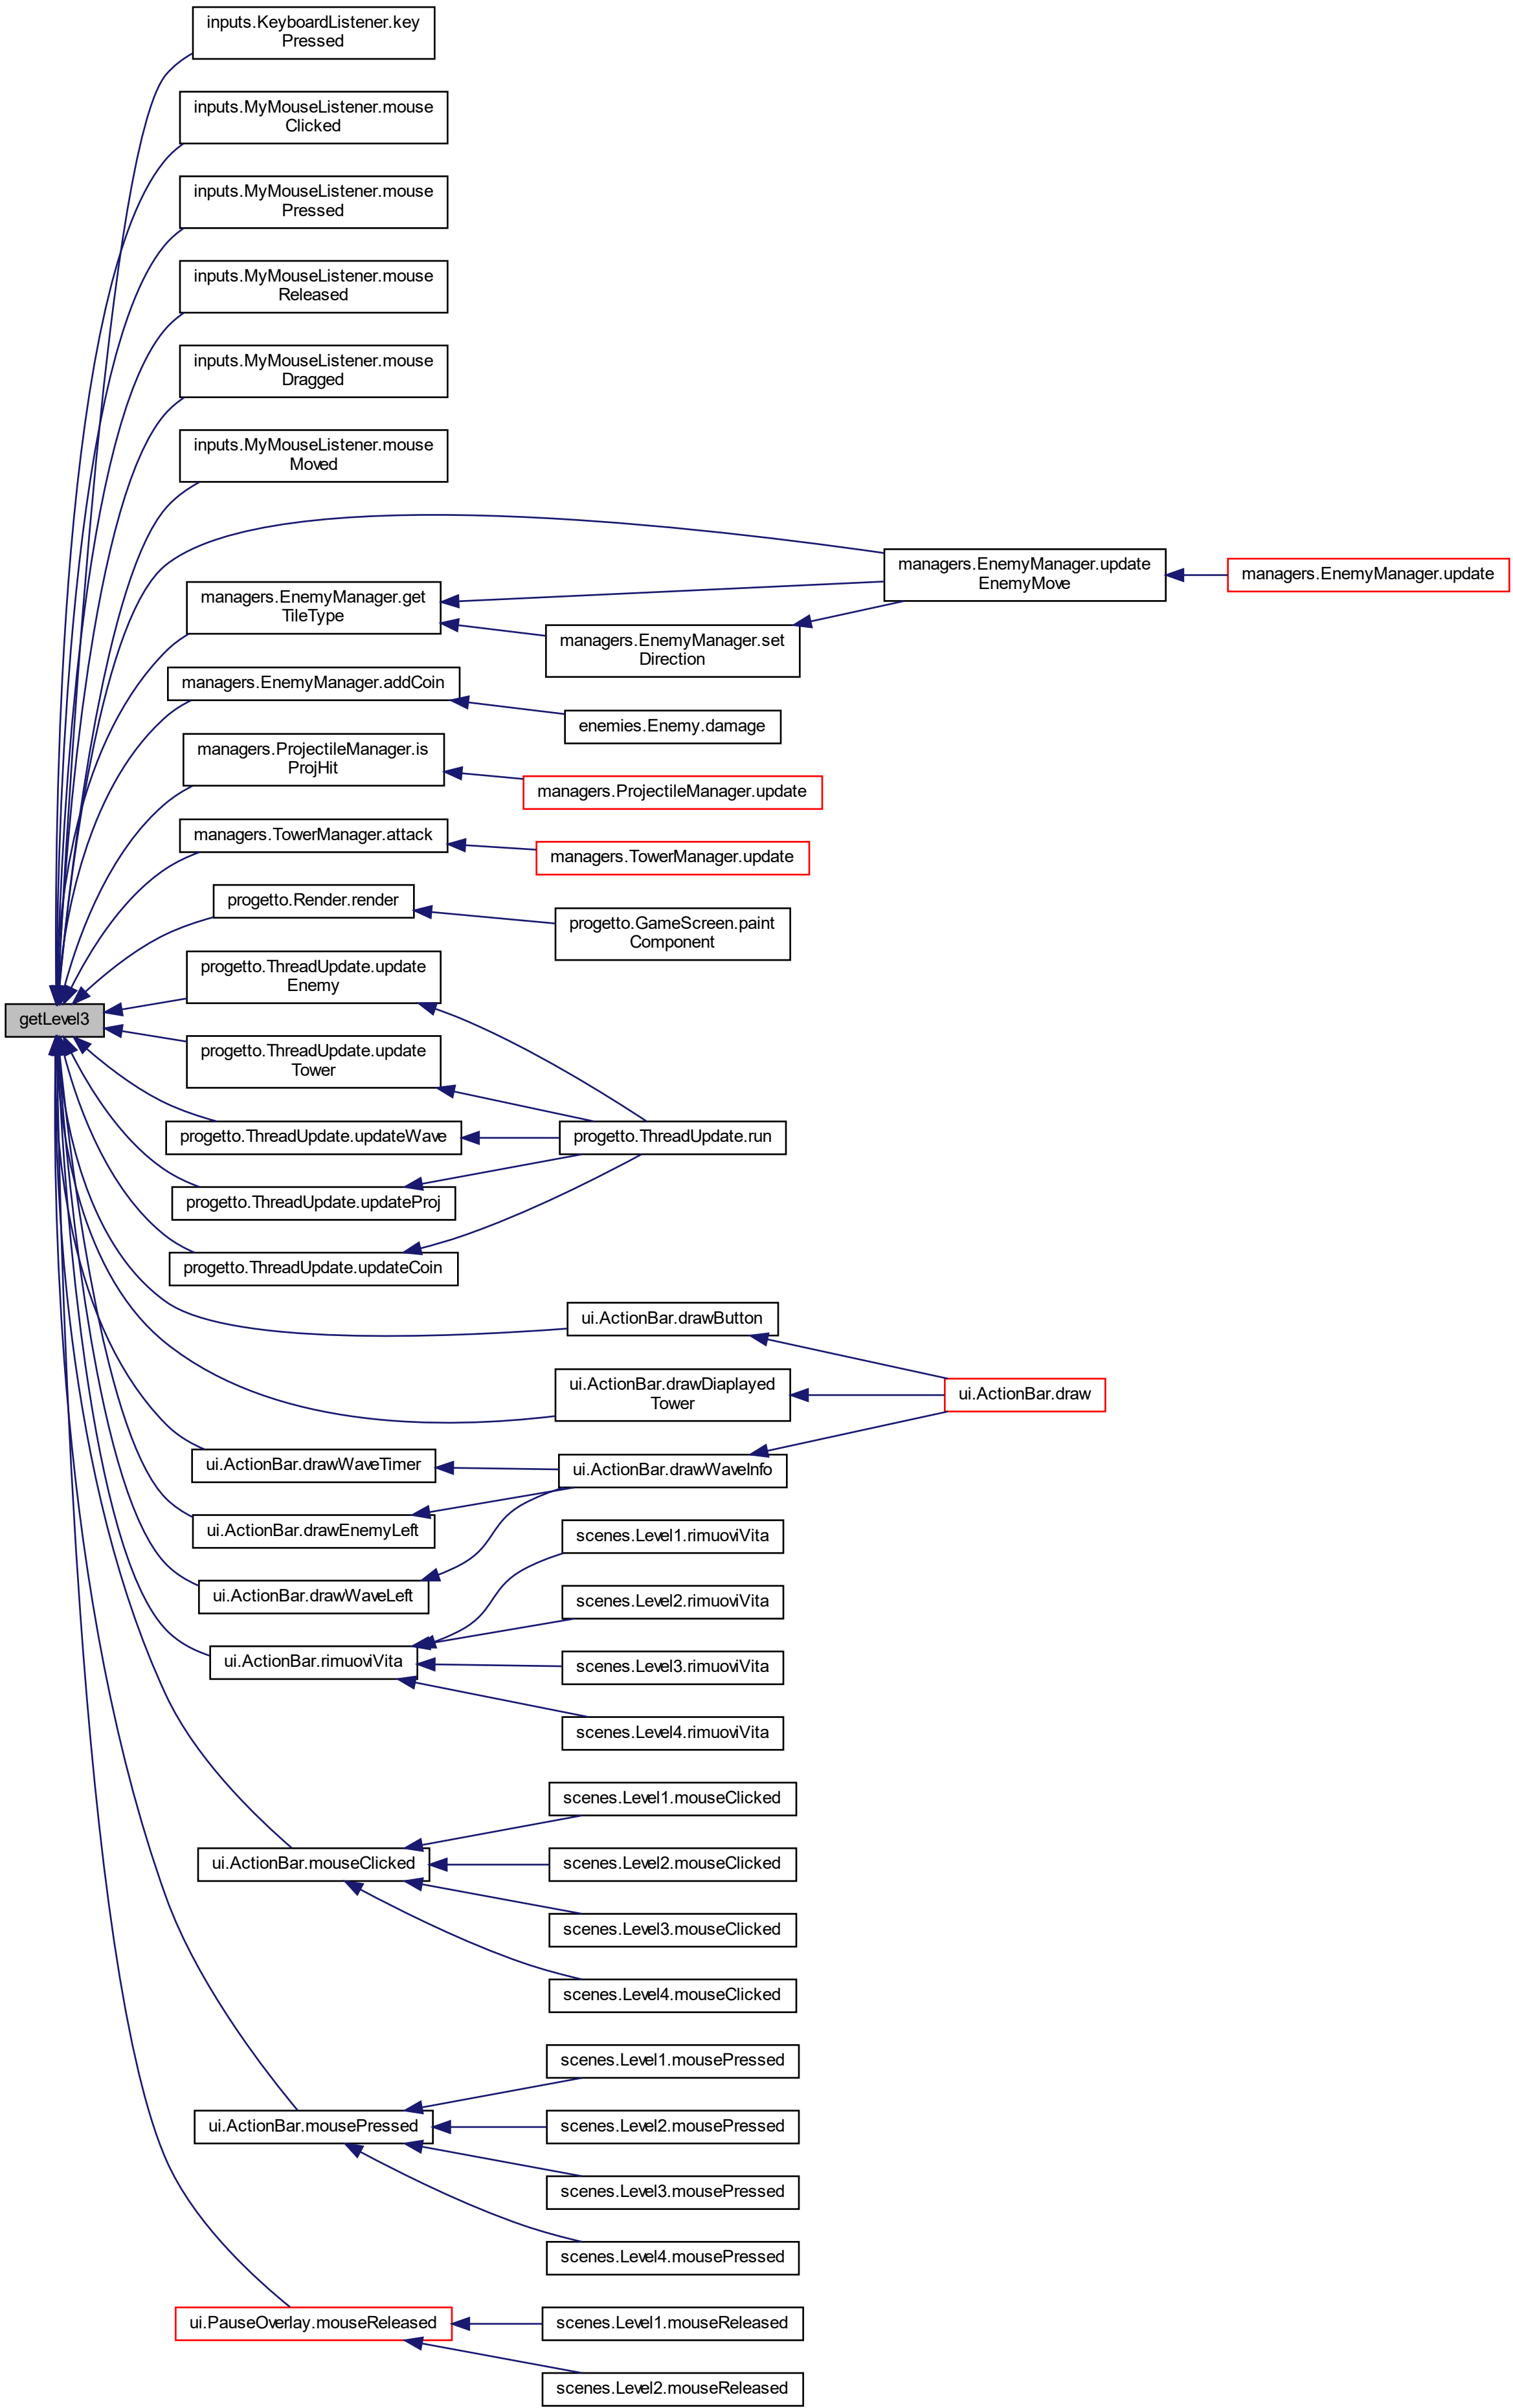 inputs.KeyboardListener.key
Pressed
inputs.MyMouseListener.mouse
Clicked
inputs.MyMouseListener.mouse
Pressed
inputs.MyMouseListener.mouse
Released
inputs.MyMouseListener.mouse
Dragged
inputs.MyMouseListener.mouse
Moved
managers.EnemyManager.update
EnemyMove
managers.EnemyManager.update
managers.EnemyManager.get
TileType
managers.EnemyManager.set
Direction
managers.EnemyManager.addCoin
enemies.Enemy.damage
managers.ProjectileManager.is
ProjHit
managers.ProjectileManager.update
managers.TowerManager.attack
managers.TowerManager.update
progetto.Render.render
progetto.GameScreen.paint
Component
progetto.ThreadUpdate.update
Enemy
getLevel3
progetto.ThreadUpdate.update
Tower
progetto.ThreadUpdate.updateWave
progetto.ThreadUpdate.run
progetto.ThreadUpdate.updateProj
progetto.ThreadUpdate.updateCoin
ui.ActionBar.drawButton
ui.ActionBar.drawDiaplayed
Tower
ui.ActionBar.draw
ui.ActionBar.drawWaveTimer
ui.ActionBar.drawWaveInfo
ui.ActionBar.drawEnemyLeft
scenes.Level1.rimuoviVita
ui.ActionBar.drawWaveLeft
scenes.Level2.rimuoviVita
ui.ActionBar.rimuoviVita
scenes.Level3.rimuoviVita
scenes.Level4.rimuoviVita
scenes.Level1.mouseClicked
ui.ActionBar.mouseClicked
scenes.Level2.mouseClicked
scenes.Level3.mouseClicked
scenes.Level4.mouseClicked
scenes.Level1.mousePressed
ui.ActionBar.mousePressed
scenes.Level2.mousePressed
scenes.Level3.mousePressed
scenes.Level4.mousePressed
ui.PauseOverlay.mouseReleased
scenes.Level1.mouseReleased
scenes.Level2.mouseReleased